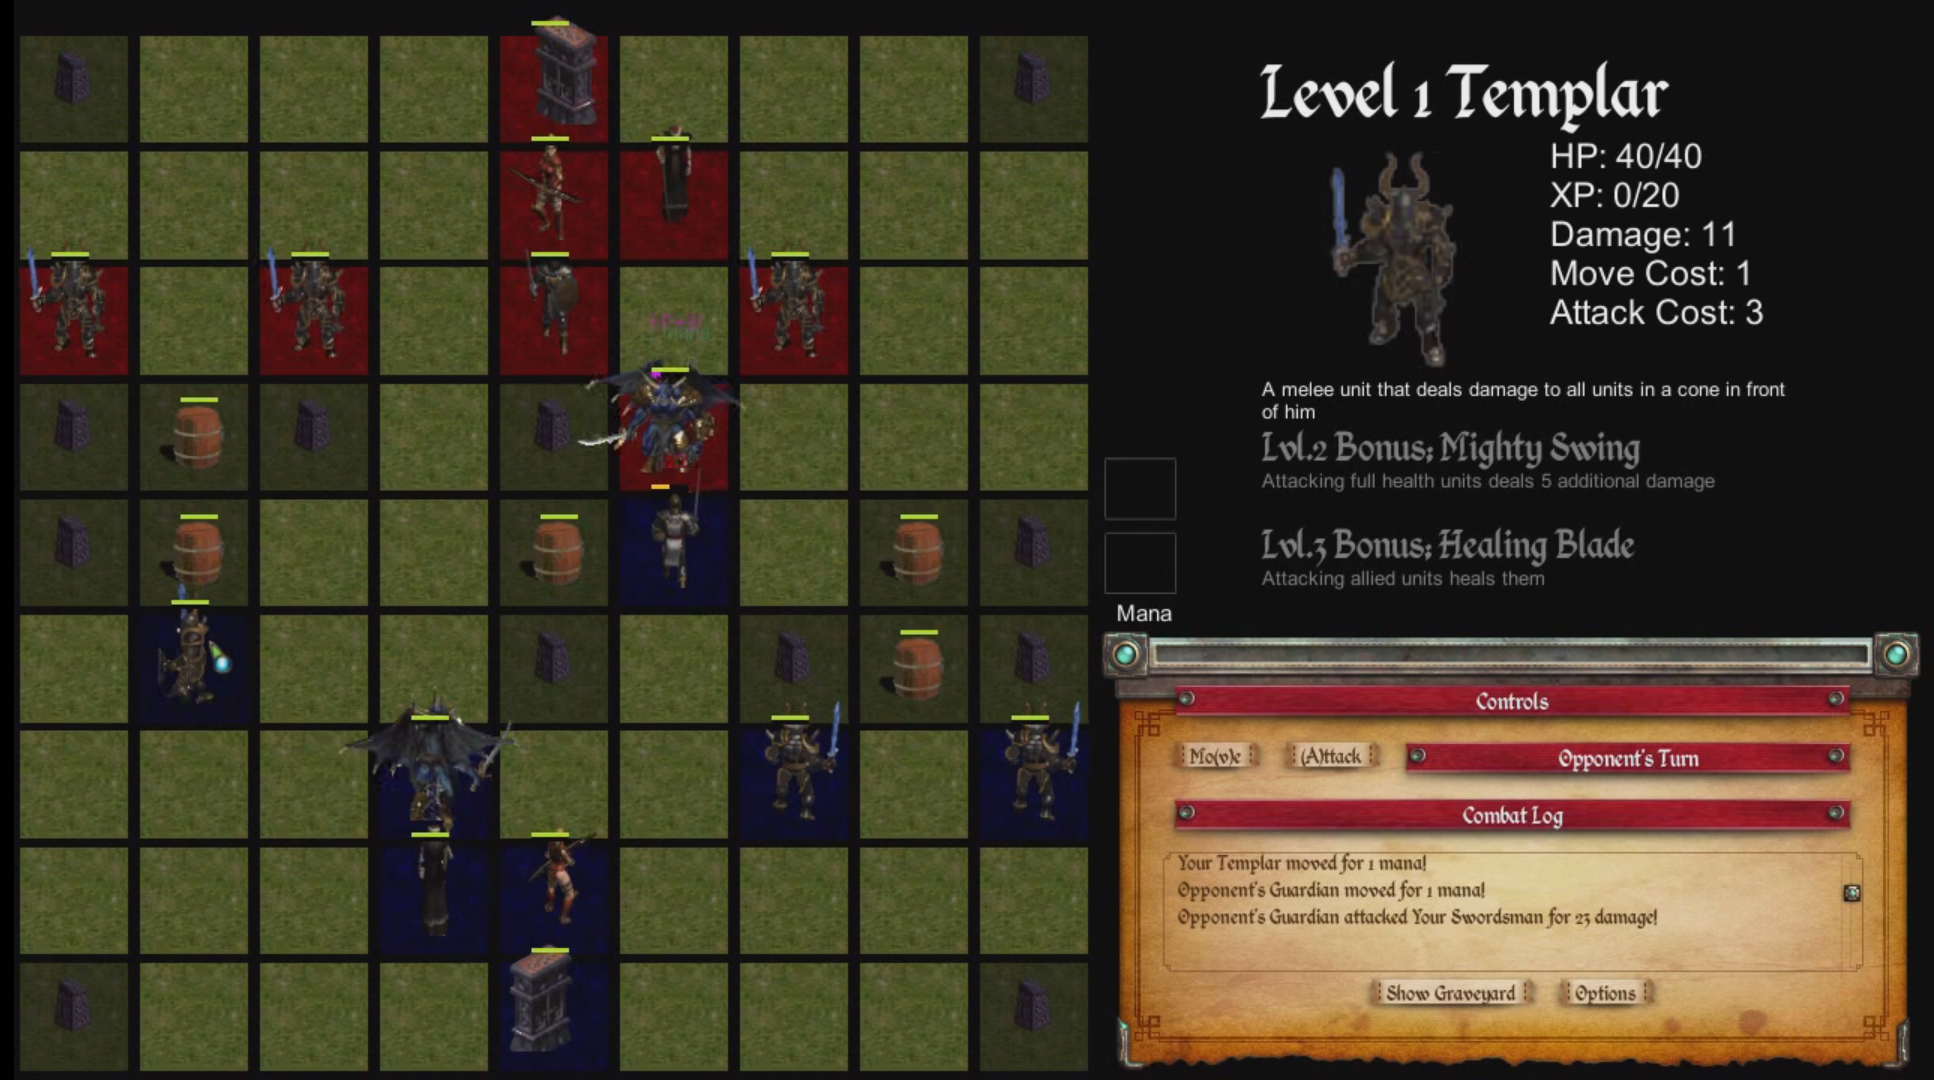 Level 1 Templar
HP: 40/40
XP: 0/20
Damage: 11
Move Cost: 1
Attack Cost: 3
A melee unit that deals damage to all units in a cone in front
of him
Lvl.2 Bonus: Mighty Swing
Attacking full health units deals 5 additional damage
Lvl.3 Bonus: Healing Blade
Attacking allied units heals them
Mana
Controls
Mo(v)e
(A)ttack
Opponent's Turn
Combat Log
Your Templar moved for 1 mana!
Opponent's Guardian moved for 1 mana!
Opponent's Guardian attacked Your Swordsman for 23 damage!
Show Graveyard
Options